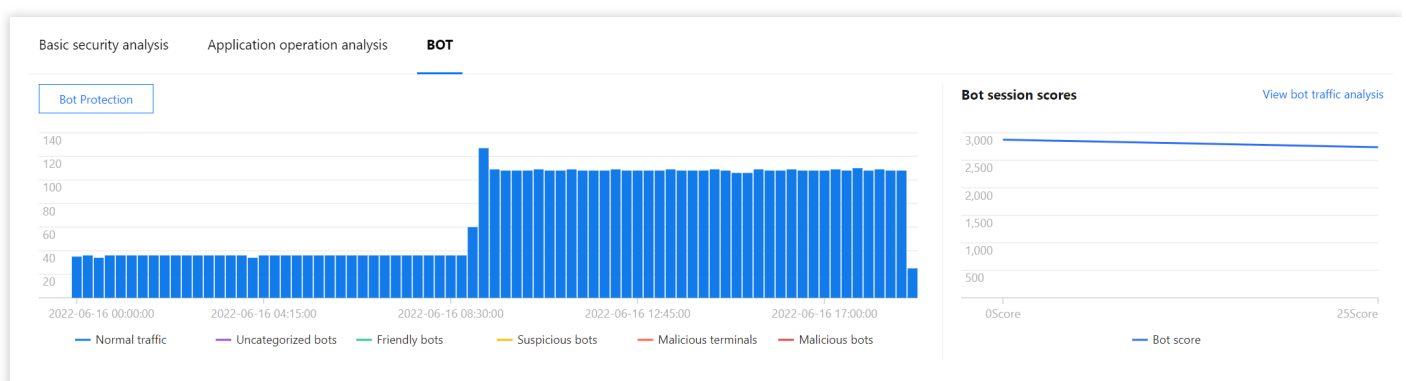 Basic security analysis
Application operation analysis
BOT
Bot Protection
140
120
100
80
60
40
20
2022-06-16 00:00:00
2022-06-16 04:15:00
2022-06-16 08:30:00
2022-06-16 12:45:00
2022-06-16 17:00:00
Normal traffic
Uncategorized bots
Friendly bots
Suspicious bots
Malicious terminals
Malicious bots
Bot session scores
View bot traffic analysis
3,000
2,500
2,000
1,500
1,000
500
0Score
25Score
Bot score